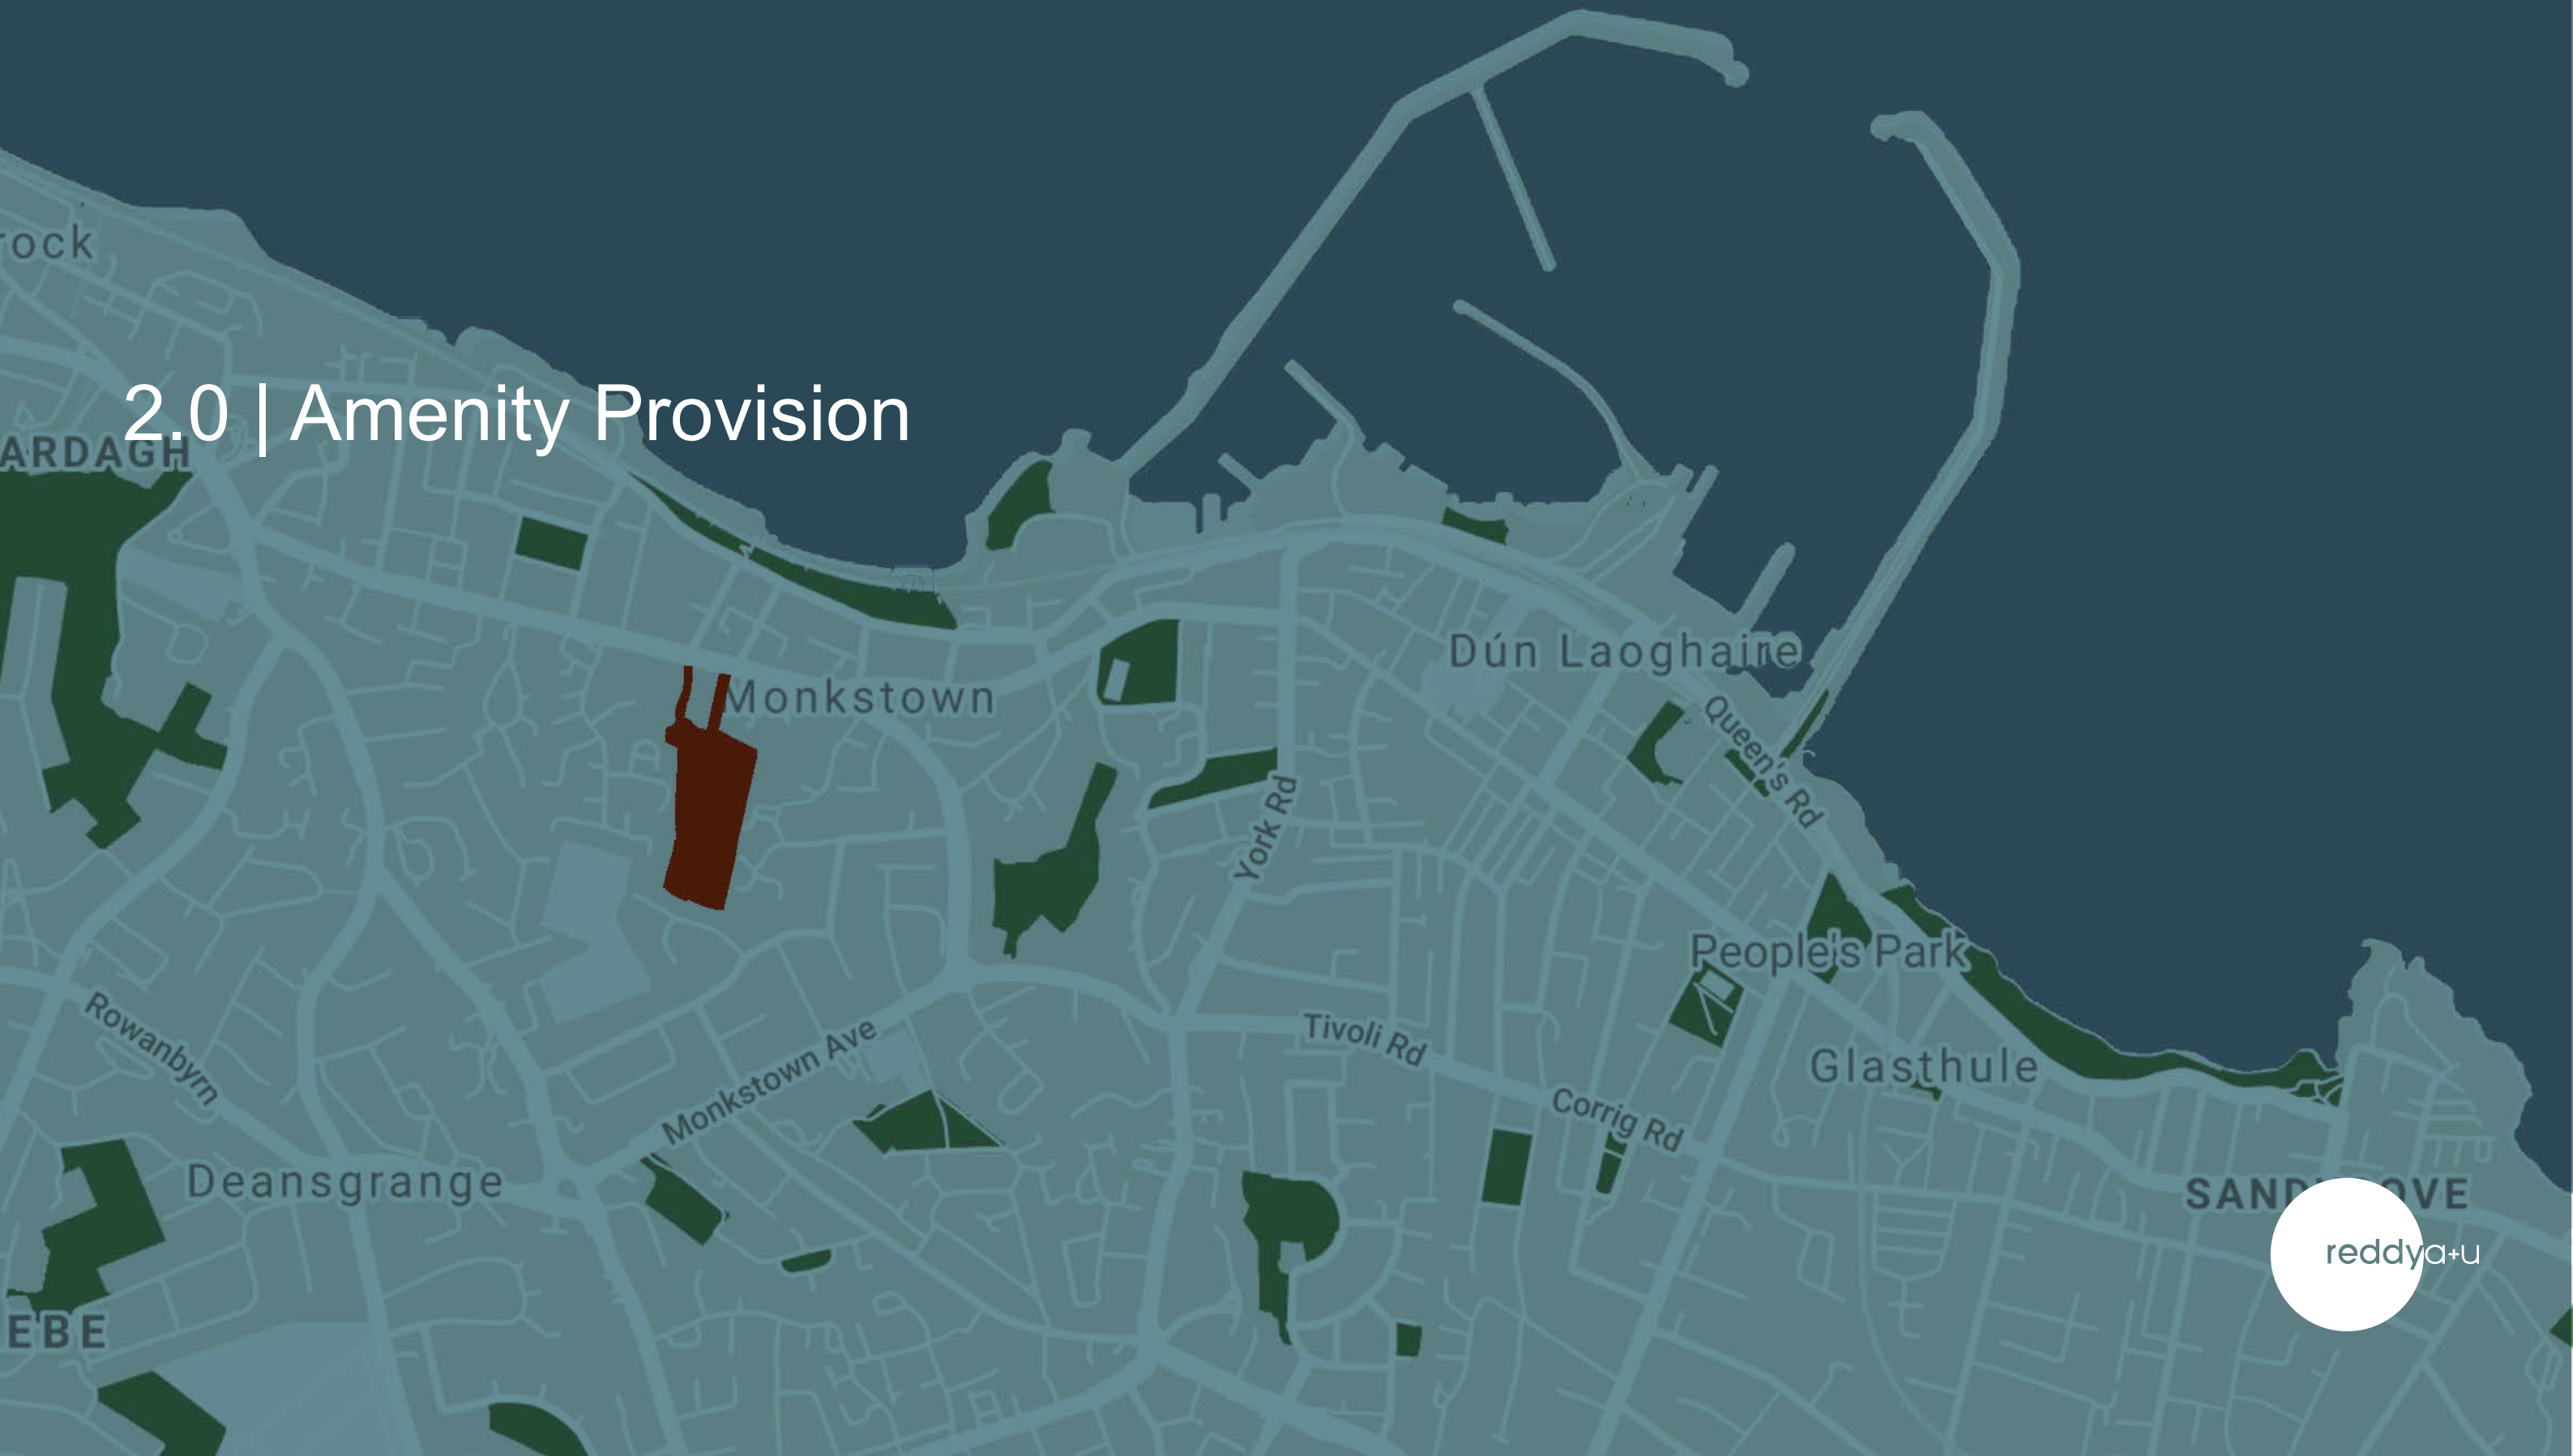 rock
2.0 | Amenity Provision
ARDAGH
Dún Laoghaire
Monkstown
Queen's Rd
York Rd
People's Park
Rowanbyrn
Monkstown Ave
Tivoli Rd
Glasthule
Corrig Rd
Deansgrange
SAND OVE
reddya+u
EBE